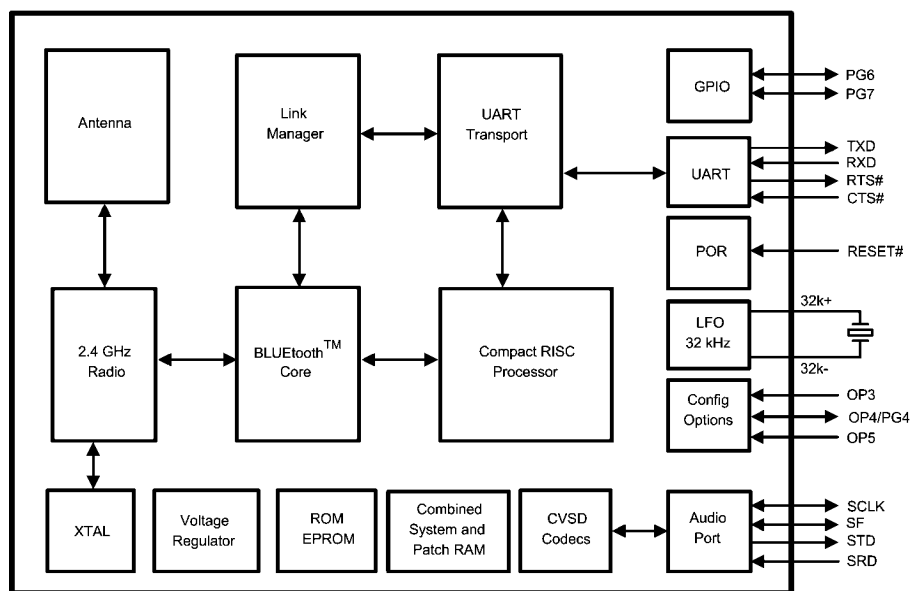 Antenna
Link
Manager
UART
Transport
GPIO
PG6
PG7
UART
TXD
RXD
RTS#
CTS#
POR
RESET#
2.4 GHz
Radio
BLUEtooth™
Core
Compact RISC
Processor
LFO
32 kHz
32k+
32k-
Config
Options
OP3
OP4/PG4
OP5
XTAL
Voltage
Regulator
ROM
EPROM
Combined
System and
Patch RAM
CVSD
Codecs
Audio
Port
SCLK
SF
STD
SRD